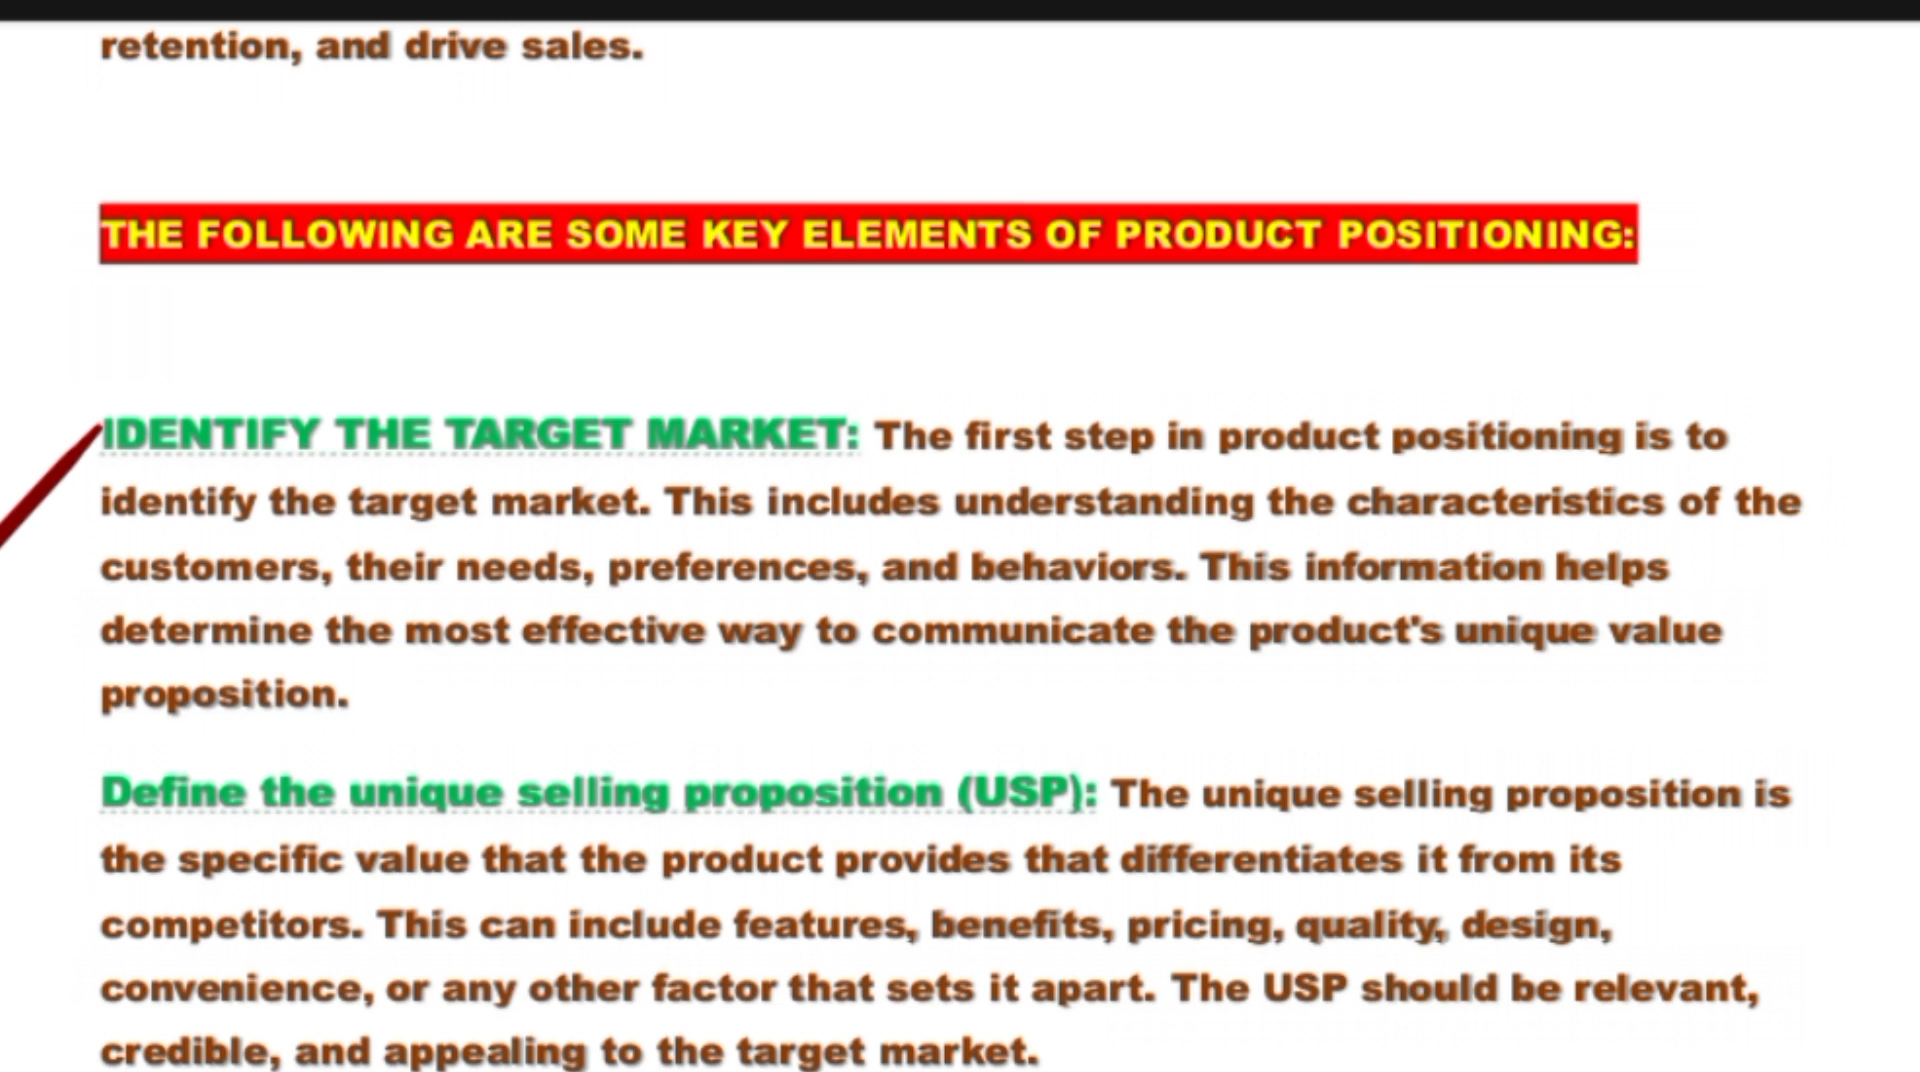 retention, and drive sales.
THE FOLLOWING ARE SOME KEY ELEMENTS OF PRODUCT POSITIONING:
IDENTIFY THE TARGET MARKET: The first step in product positioning is to
identify the target market. This includes understanding the characteristics of the
customers, their needs, preferences, and behaviors. This information helps
determine the most effective way to communicate the product's unique value
proposition.
Define the unique selling proposition (USP): The unique selling proposition is
the specific value that the product provides that differentiates it from its
competitors. This can include features, benefits, pricing, quality, design,
convenience, or any other factor that sets it apart. The USP should be relevant,
credible, and appealing to the target market.